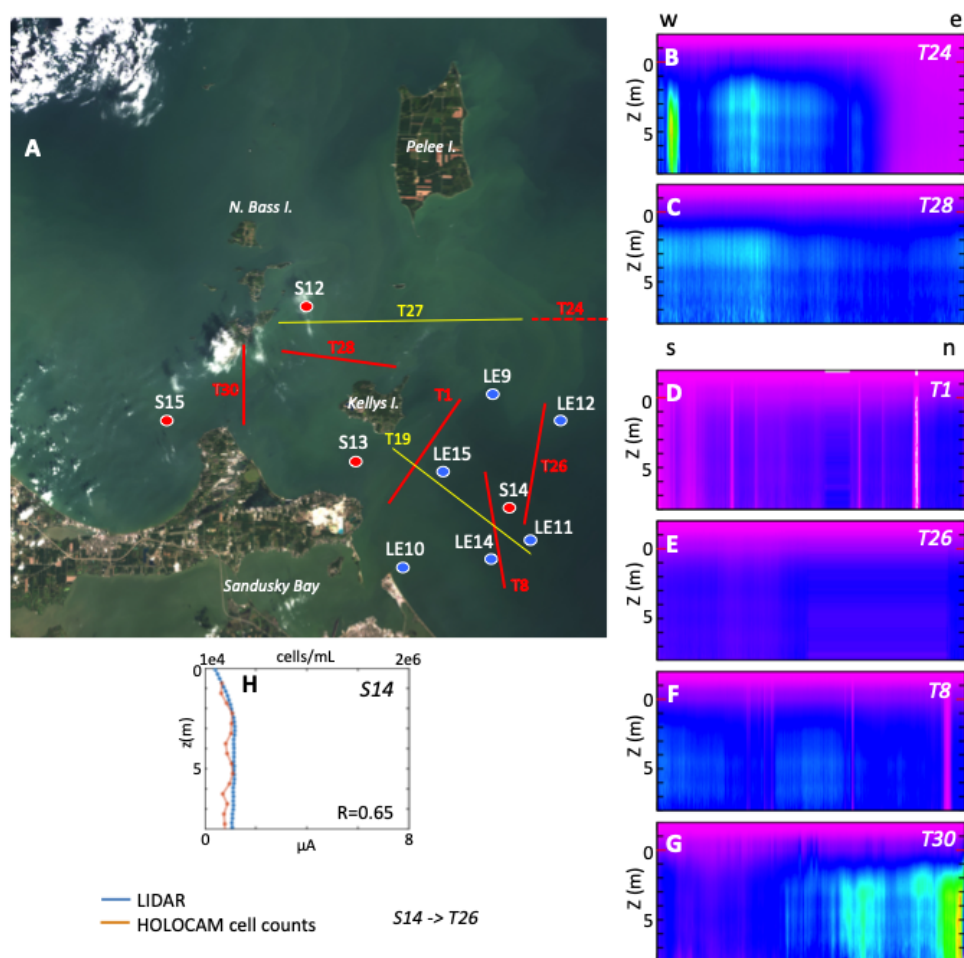 A
Pelee I.
N. Bass I.
S12
T27
T24
T28
T30
S15
Kellys I.
T1
LE9
LE12
T19
S13
LE15
T26
S14
LE14
LE11
LE10
T8
Sandusky Bay
w e
B T24
Z (m)
0
5
C T28
Z (m)
0
5
s n
D T1
Z (m)
0
5
E T26
Z (m)
0
5
F T8
Z (m)
0
5
G T30
Z (m)
0
5
1e4 cells/mL 2e6
H S14
z(m)
0
5
R=0.65
0 µA 8
LIDAR
HOLOCAM cell counts
S14 -> T26